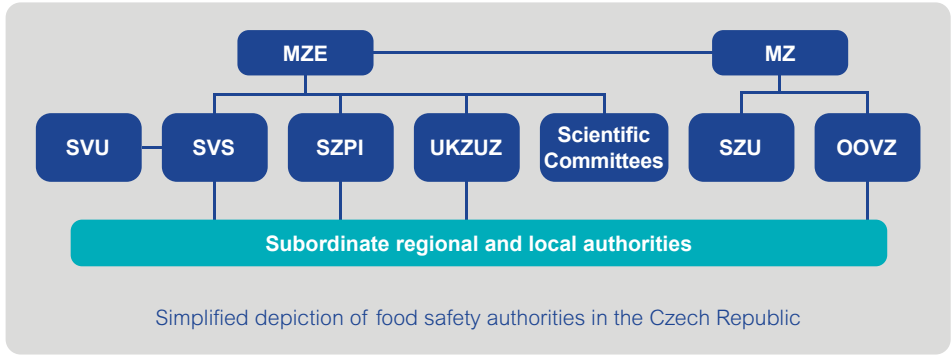 MZE
MZ
SVU
SVS
SZPI
UKZUZ
Scientific
Committees
SZU
OOVZ
Subordinate regional and local authorities
Simplified depiction of food safety authorities in the Czech Republic